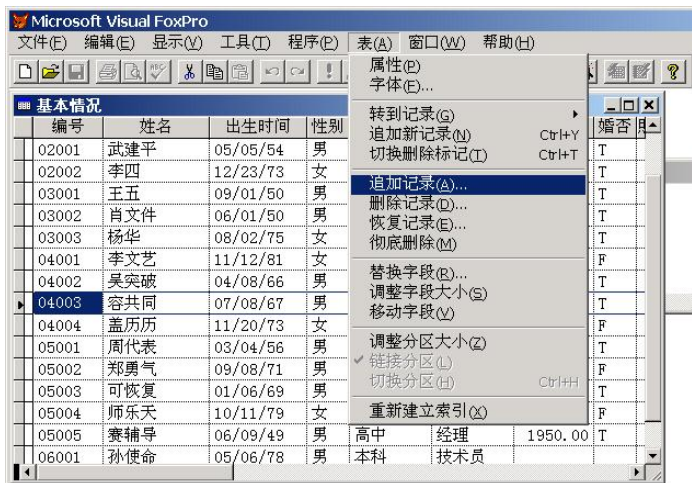 Microsoft Visual FoxPro
文件(F) 编辑(E) 显示(V) 工具(T) 程序(P) 表(A) 窗口(W) 帮助(H)
属性(P)
字体(F)...
转到记录(G)
追加新记录(N) Ctrl+Y
切换删除标记(T) Ctrl+T
追加记录(A)...
删除记录(D)...
恢复记录(E)...
彻底删除(M)
替换字段(R)...
调整字段大小(S)
移动字段(V)
调整分区大小(Z)
链接分区(L)
切换分区(H) Ctrl+H
重新建立索引(X)
基本情况
编号 姓名 出生时间 性别 婚否
02001 武建平 05/05/54 男 T
02002 李四 12/23/73 女 T
03001 王五 09/01/50 男 T
03002 肖文件 06/01/50 男 T
03003 杨华 08/02/75 女 T
04001 李文艺 11/12/81 女 F
04002 吴突破 04/08/66 男 T
04003 容共同 07/08/67 男 T
04004 盖历历 11/20/73 女 F
05001 周代表 03/04/56 男 T
05002 郑勇气 09/08/71 男 F
05003 可恢复 01/06/69 男 T
05004 师乐天 10/11/79 女 F
05005 赛辅导 06/09/49 男 高中 经理 1950.00 T
06001 孙使命 05/06/78 男 本科 技术员